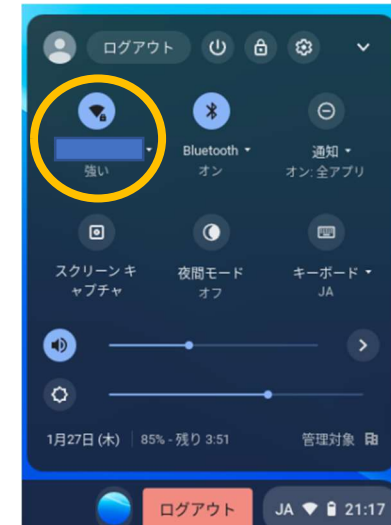 ログアウト
強い
Bluetooth
オン
通知
オン: 全アプリ
スクリーン キ
ャプチャ
夜間モード
オフ
キーボード
JA
1月27日 (木) 85% - 残り 3:51 管理対象
ログアウト JA 21:17